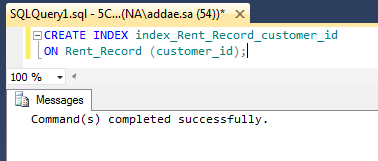 SQLQuery1.sql - 5C...(NA\addae.sa (54))*
CREATE INDEX index_Rent_Record_customer_id
ON Rent_Record (customer_id);
100 %
Messages
Command(s) completed successfully.